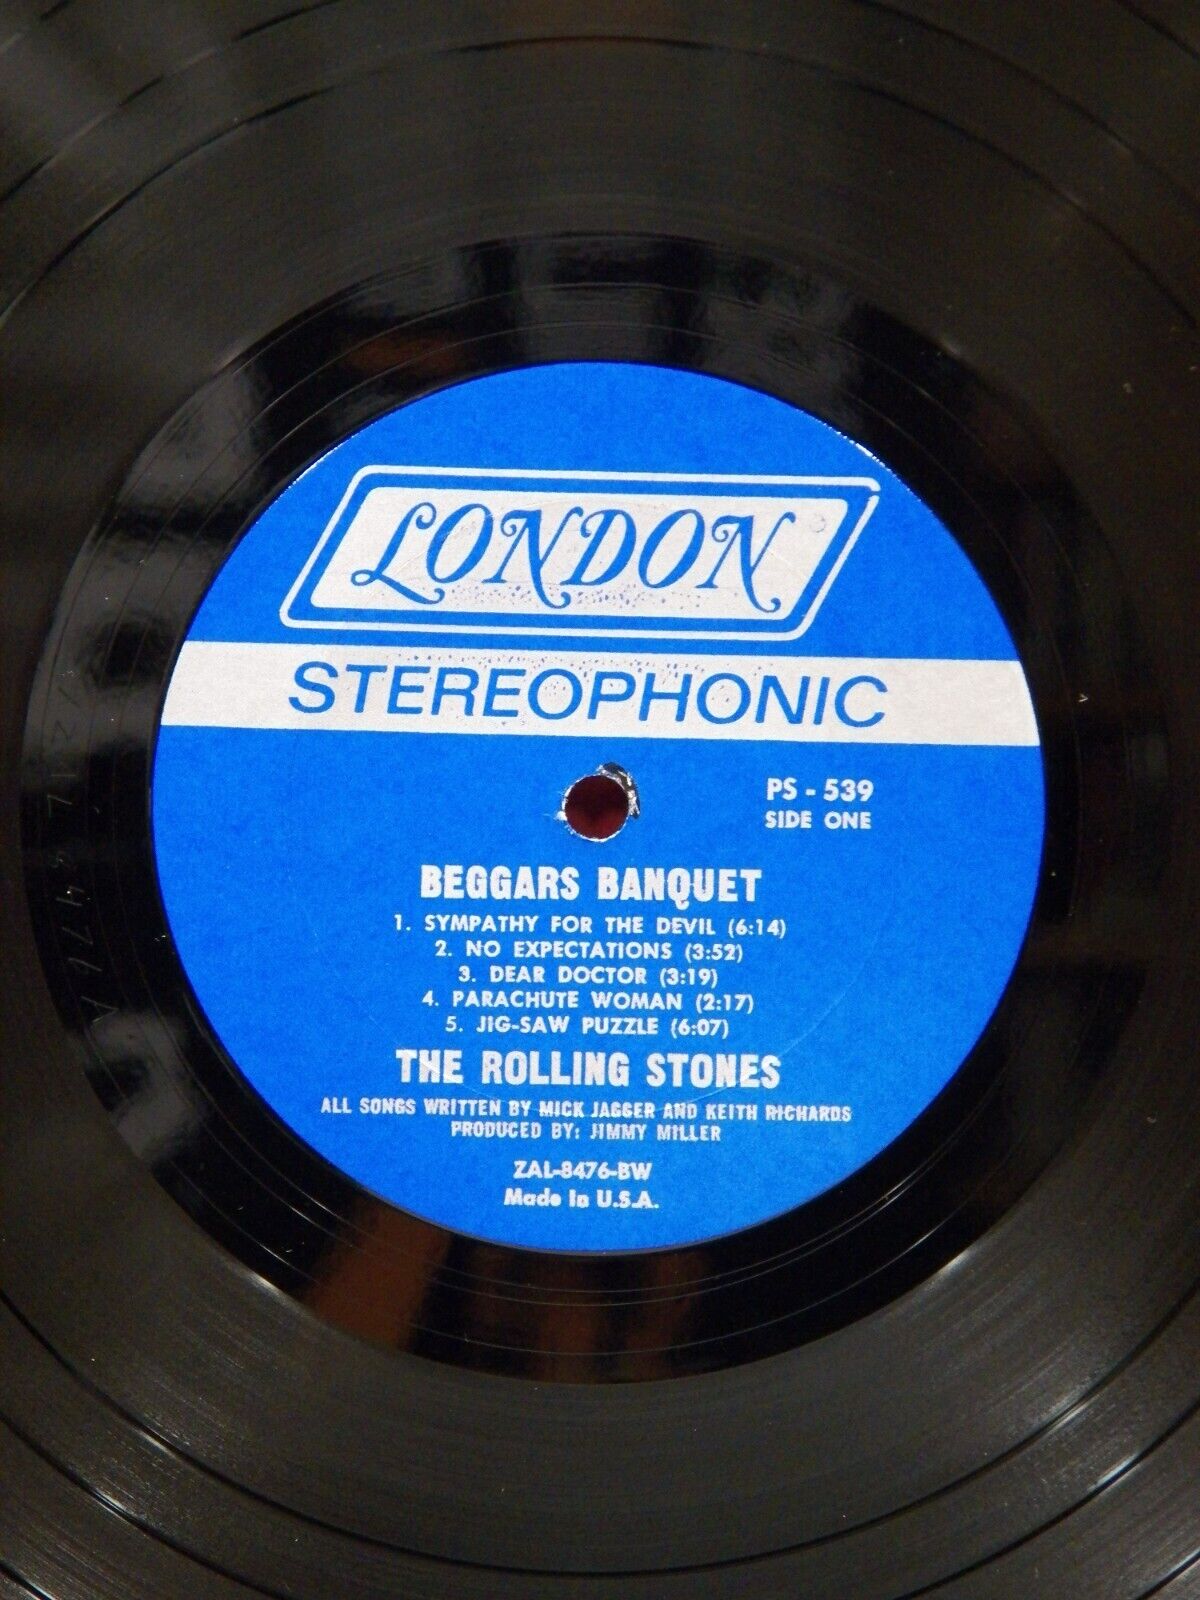 LONDON
STEREOPHONIC
PS - 539
SIDE ONE
BEGGARS BANQUET
1. SYMPATHY FOR THE DEVIL (6:14)
2. NO EXPECTATIONS (3:52)
3. DEAR DOCTOR (3:19)
4. PARACHUTE WOMAN (2:17)
5. JIG-SAW PUZZLE (6:07)
THE ROLLING STONES
ALL SONGS WRITTEN BY MICK JAGGER AND KEITH RICHARDS
PRODUCED BY: JIMMY MILLER
ZAL-8476-BW
Made In U.S.A.